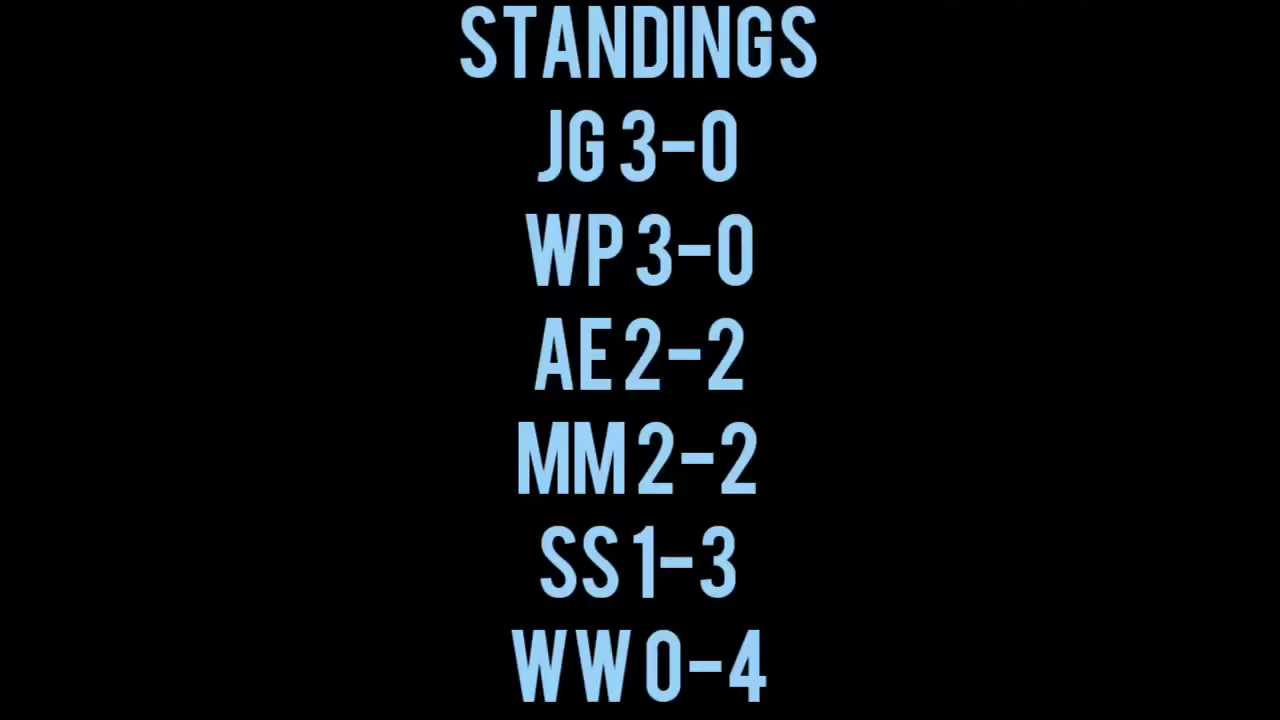 STANDINGS
JG 3-0
WP 3-0
AE 2-2
MM 2-2
SS 1-3
WW 0-4